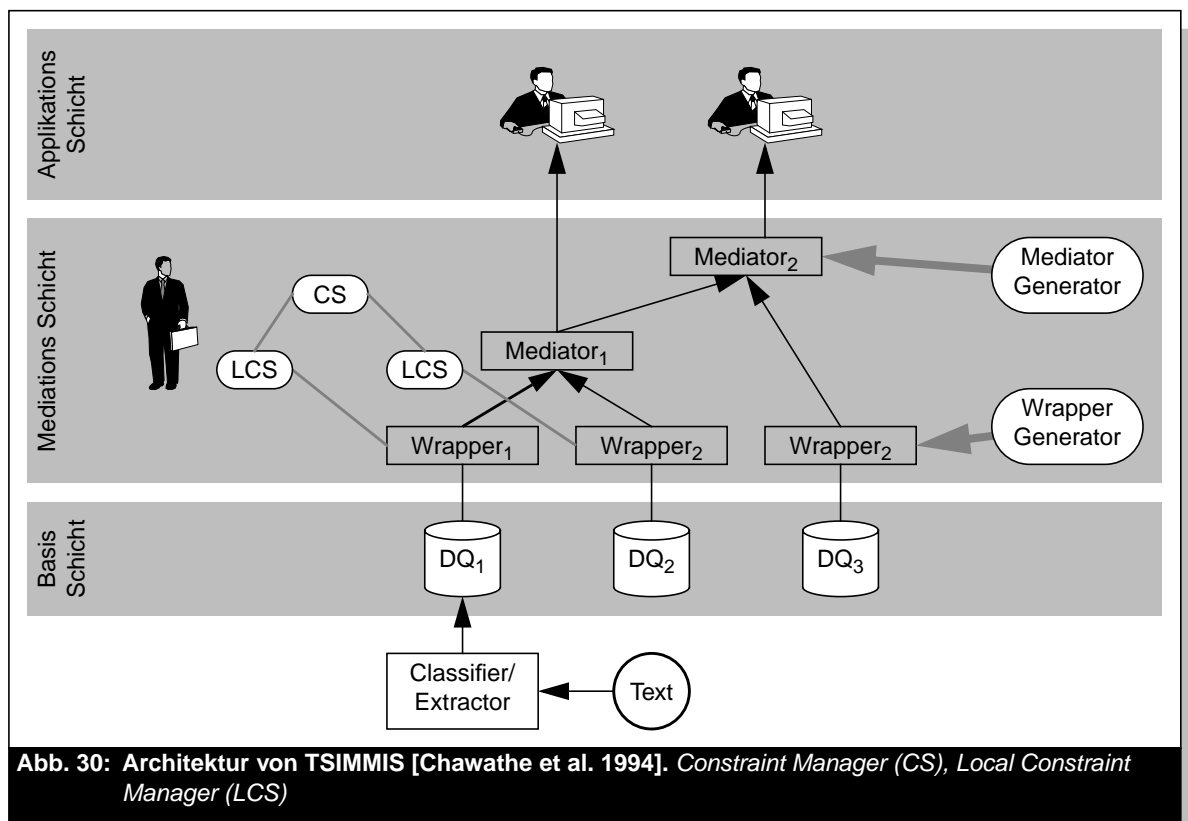 Applikations
Schicht
Mediations Schicht
Mediator₂
Mediator
Generator
CS
Mediator₁
LCS
LCS
Wrapper
Generator
Wrapper₁
Wrapper₂
Wrapper₂
Basis
Schicht
DQ₁
DQ₂
DQ₃
Classifier/
Extractor
Text
Abb. 30: Architektur von TSIMMIS [Chawathe et al. 1994]. Constraint Manager (CS), Local Constraint
Manager (LCS)